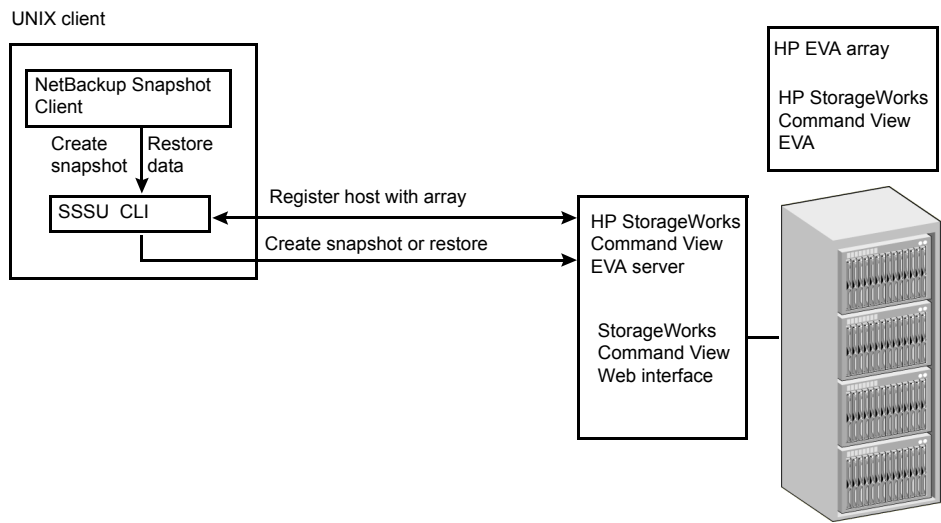 UNIX client
NetBackup Snapshot
Client
Create
snapshot
Restore
data
SSSU CLI
Register host with array
Create snapshot or restore
HP StorageWorks
Command View
EVA server
StorageWorks
Command View
Web interface
HP EVA array
HP StorageWorks
Command View
EVA